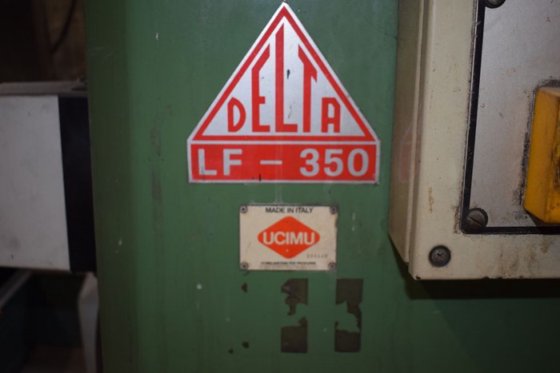 DELTA
LF - 350
MADE IN ITALY
UCIMU